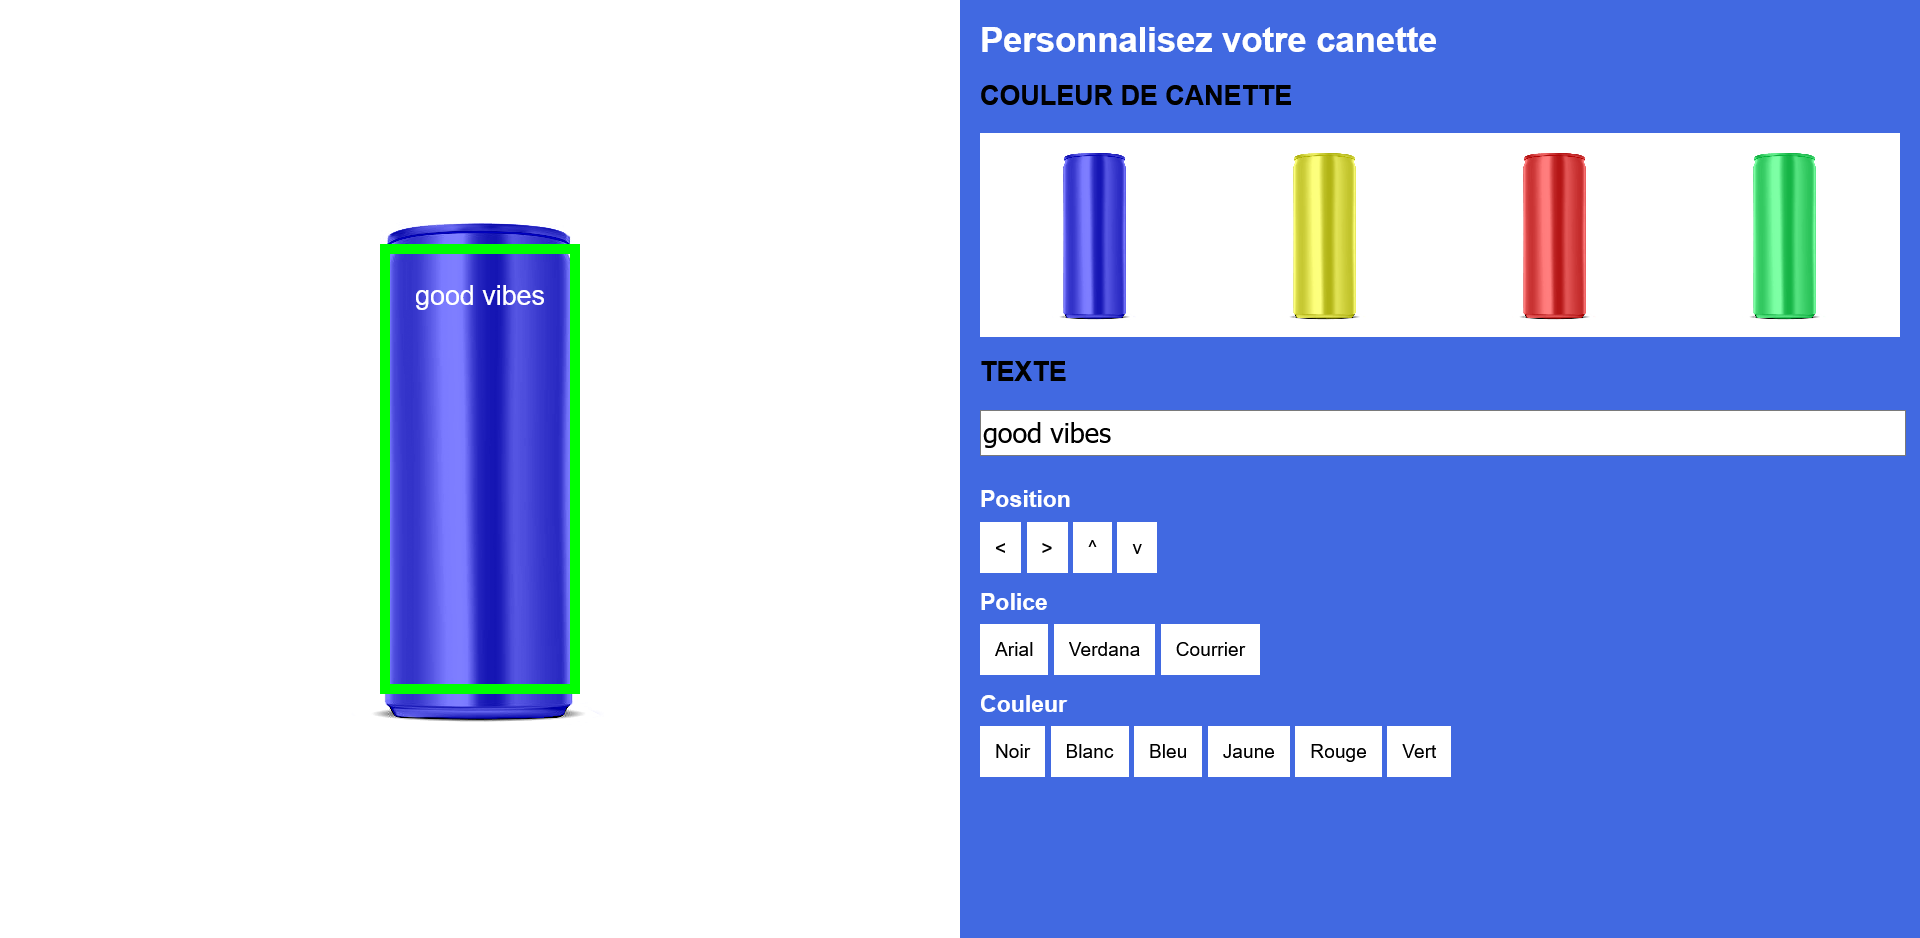 good vibes
Personnalisez votre canette
COULEUR DE CANETTE
TEXTE
good vibes
Position
< > ^ v
Police
Arial Verdana Courrier
Couleur
Noir Blanc Bleu Jaune Rouge Vert